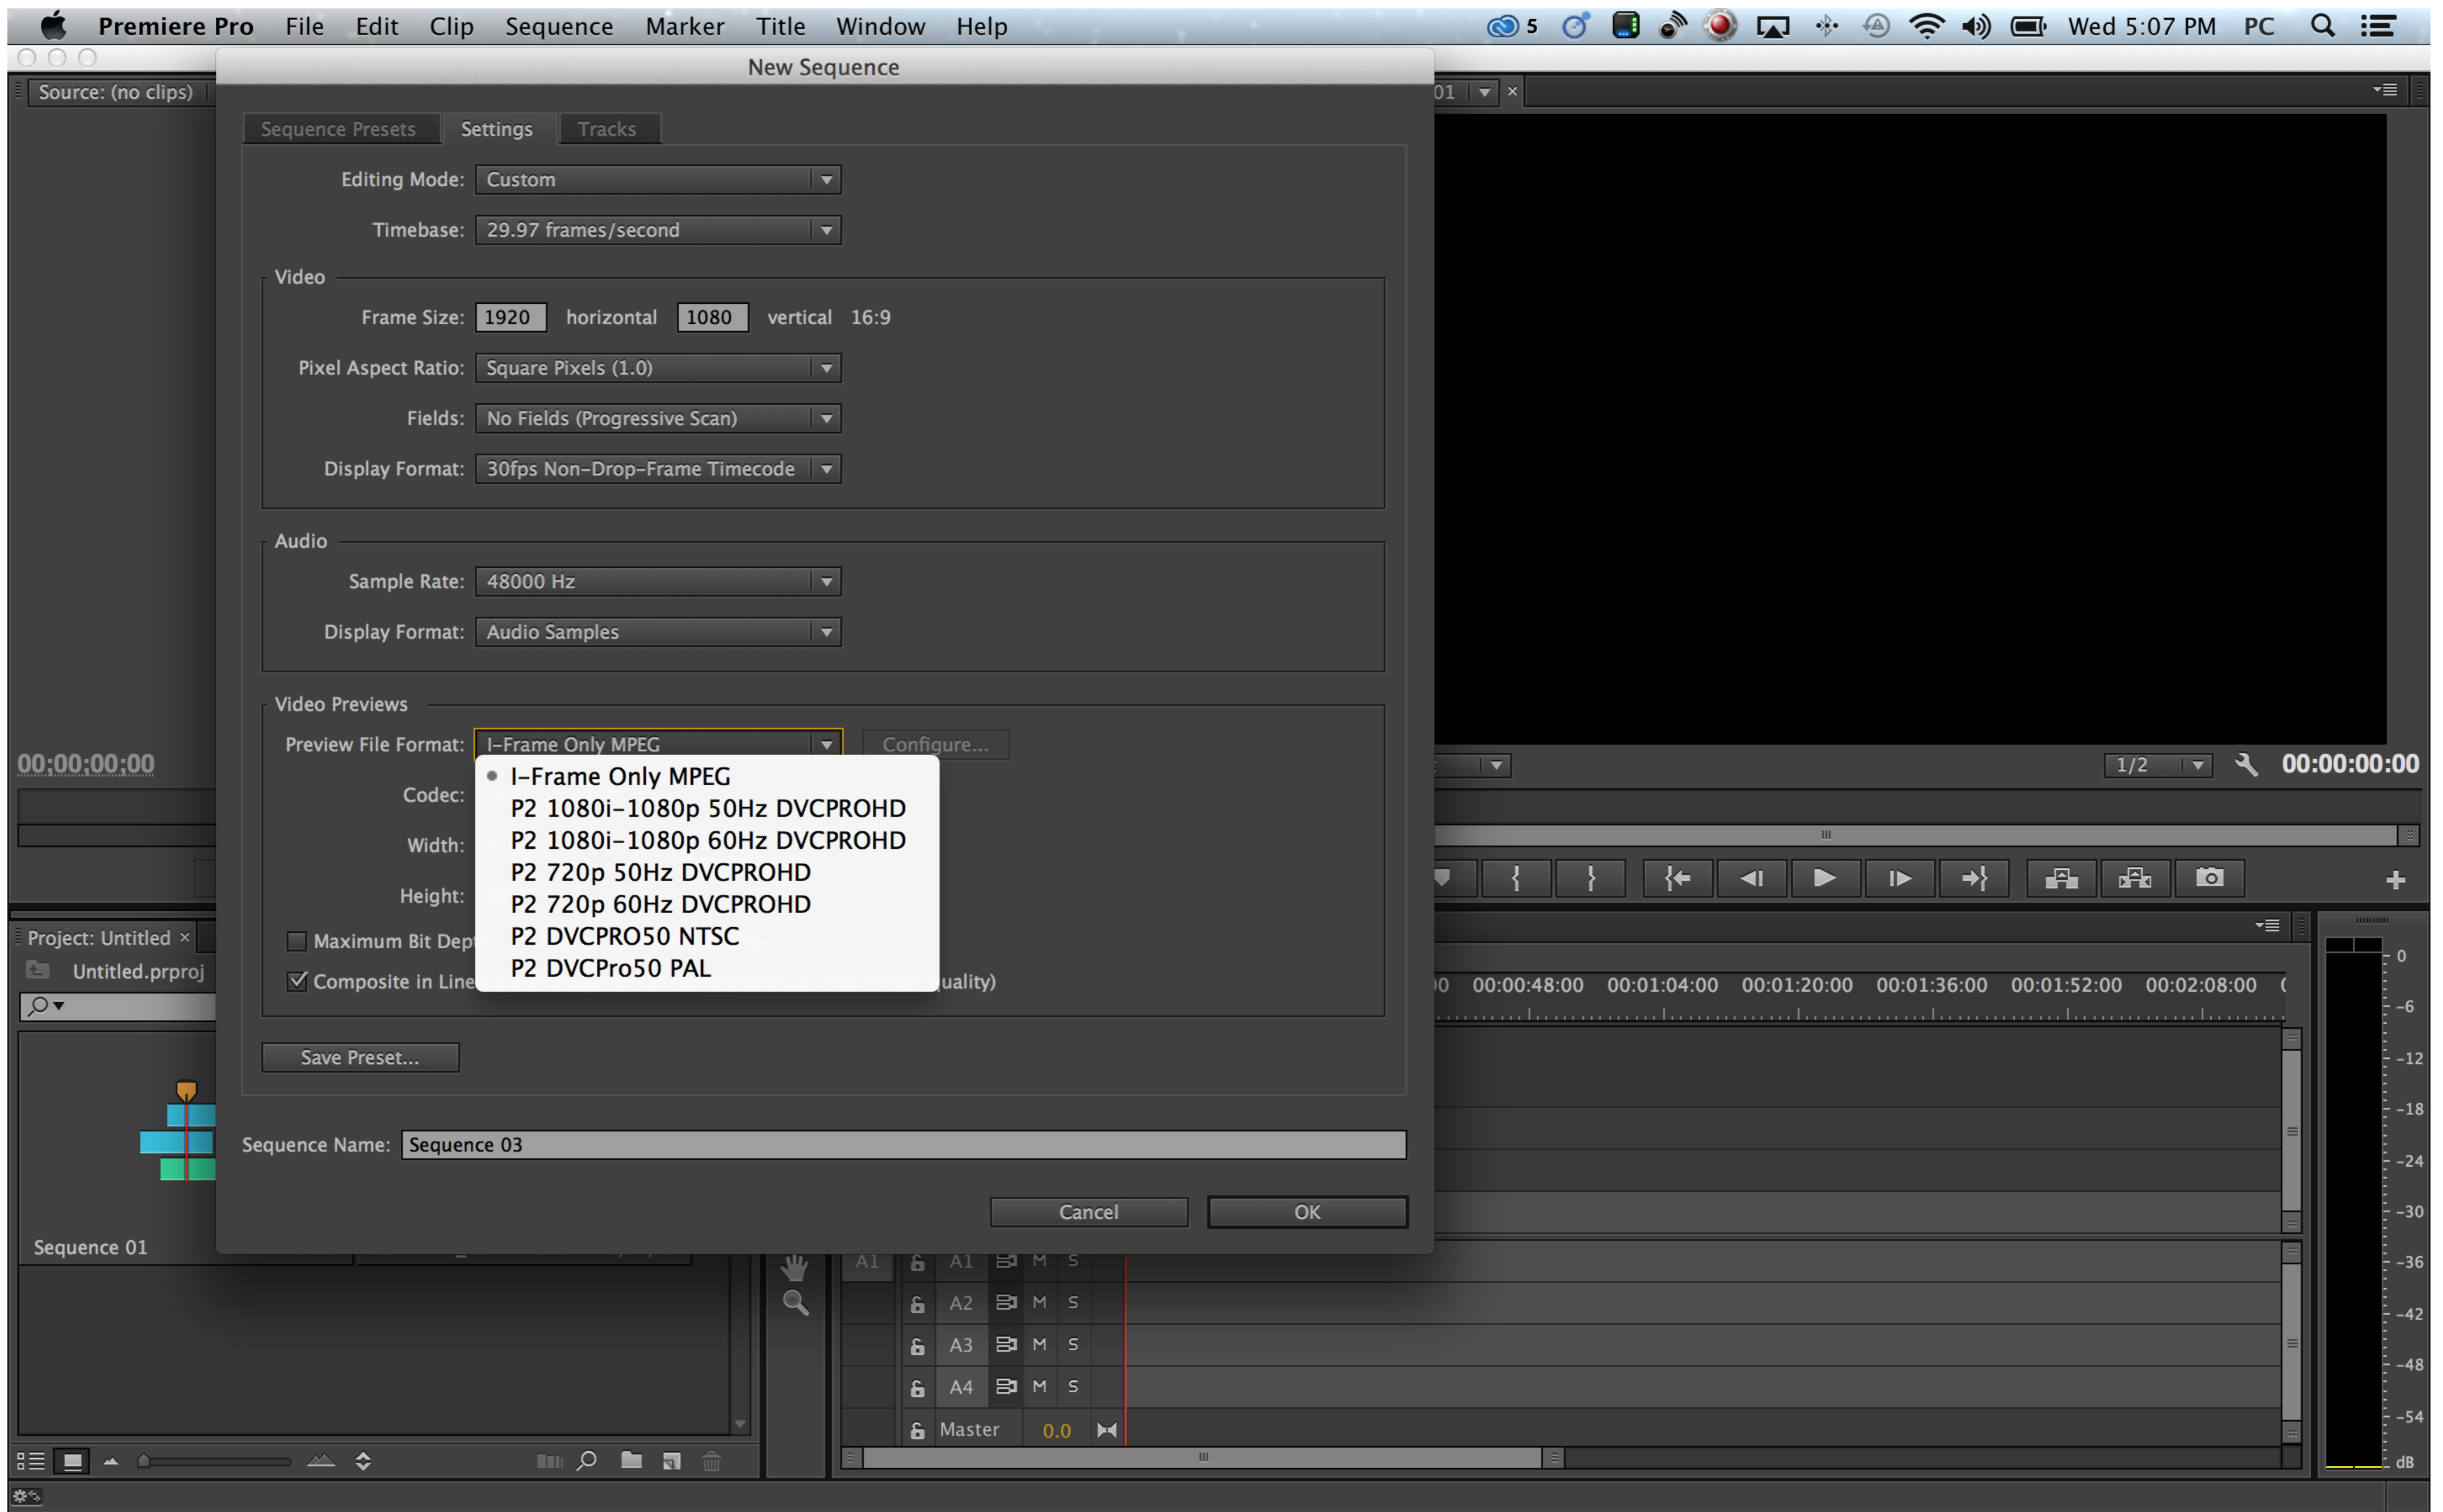 Premiere Pro File Edit Clip Sequence Marker Title Window Help 5 Wed 5:07 PM PC
New Sequence
Source: (no clips)
01
Sequence Presets Settings Tracks
Editing Mode: Custom
Timebase: 29.97 frames/second
Video
Frame Size: 1920 horizontal 1080 vertical 16:9
Pixel Aspect Ratio: Square Pixels (1.0)
Fields: No Fields (Progressive Scan)
Display Format: 30fps Non-Drop-Frame Timecode
Audio
Sample Rate: 48000 Hz
Display Format: Audio Samples
Video Previews
Preview File Format: I-Frame Only MPEG Configure...
I-Frame Only MPEG
P2 1080i-1080p 50Hz DVCPROHD
P2 1080i-1080p 60Hz DVCPROHD
P2 720p 50Hz DVCPROHD
P2 720p 60Hz DVCPROHD
P2 DVCPRO50 NTSC
P2 DVCPro50 PAL
Codec:
Width:
Height:
Maximum Bit Dep
Composite in Line uality)
Save Preset...
Sequence Name: Sequence 03
Cancel OK
00;00;00;00
1/2 00:00:00:00
Project: Untitled ×
Untitled.prproj
Sequence 01
00:00:48:00 00:01:04:00 00:01:20:00 00:01:36:00 00:01:52:00 00:02:08:00
A1 A1 M S
A2 M S
A3 M S
A4 M S
Master 0.0
0
-6
-12
-18
-24
-30
-36
-42
-48
-54
dB